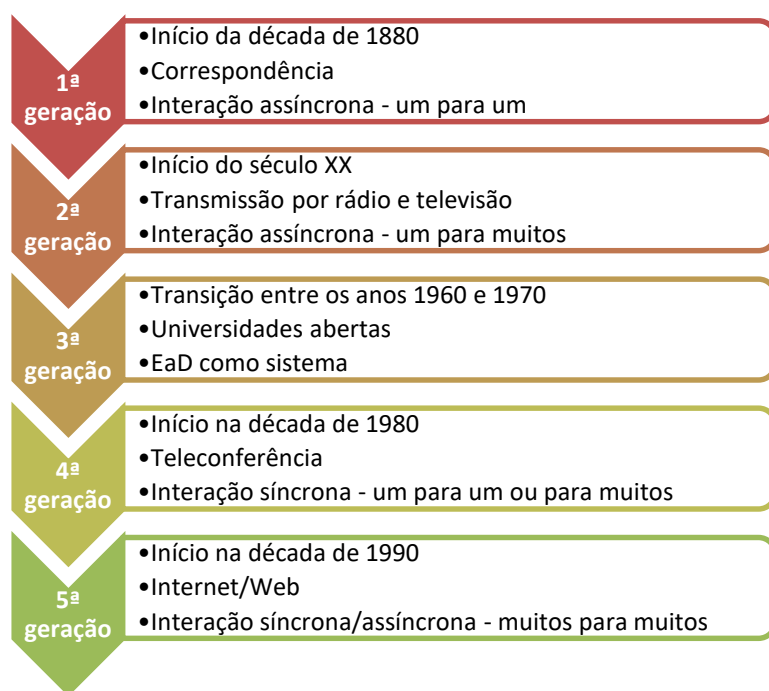 1ª
geração
•Início da década de 1880
•Correspondência
•Interação assíncrona - um para um
2ª
geração
•Início do século XX
•Transmissão por rádio e televisão
•Interação assíncrona - um para muitos
3ª
geração
•Transição entre os anos 1960 e 1970
•Universidades abertas
•EaD como sistema
4ª
geração
•Início na década de 1980
•Teleconferência
•Interação síncrona - um para um ou para muitos
5ª
geração
•Início na década de 1990
•Internet/Web
•Interação síncrona/assíncrona - muitos para muitos